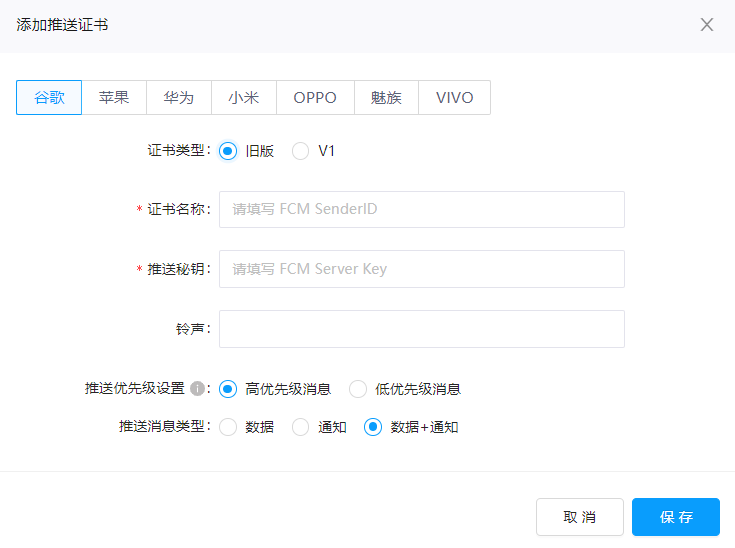 添加推送证书
谷歌 苹果 华为 小米 OPPO 魅族 VIVO
证书类型: 旧版 V1
* 证书名称: 请填写 FCM SenderID
* 推送秘钥: 请填写 FCM Server Key
铃声:
推送优先级设置 i : 高优先级消息 低优先级消息
推送消息类型: 数据 通知 数据+通知
取消 保存